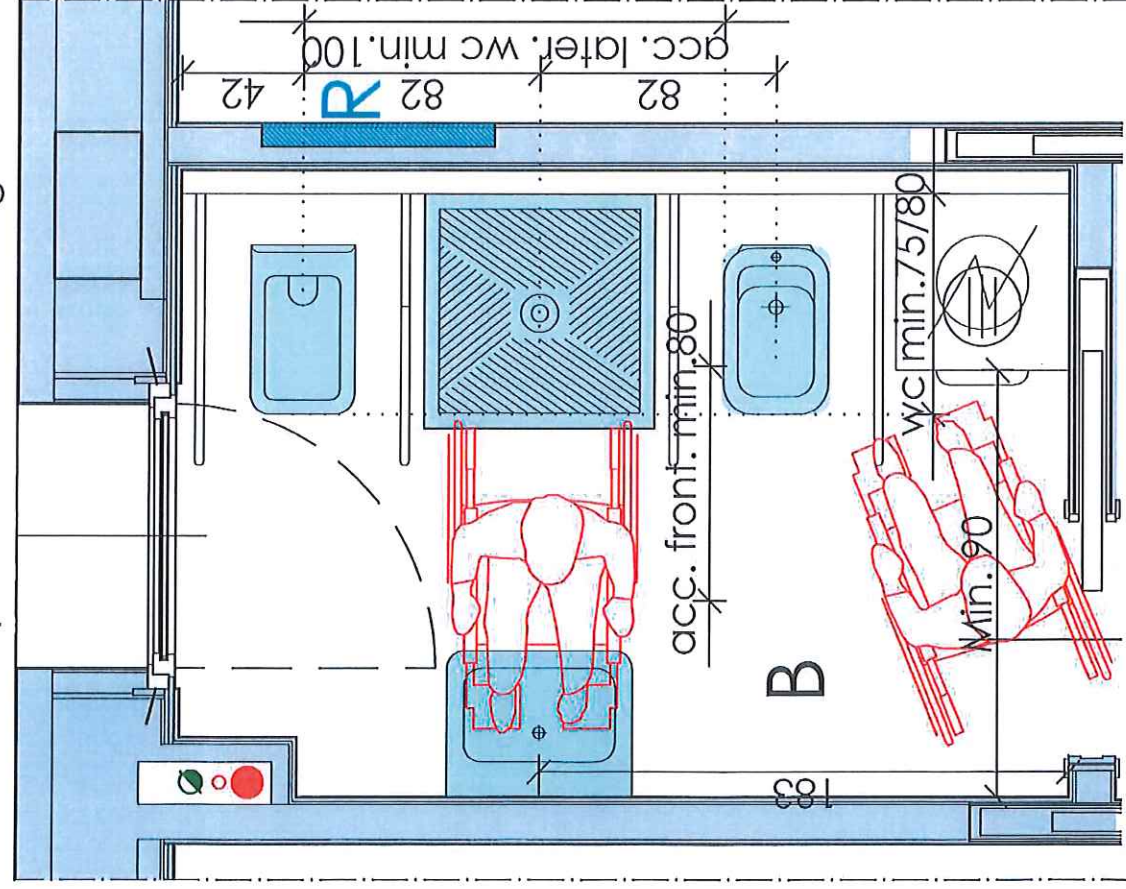 acc. later. wc min.100
42
82
82
R
wc min.75/80
acc. front. min.80
Min. 90
B
183